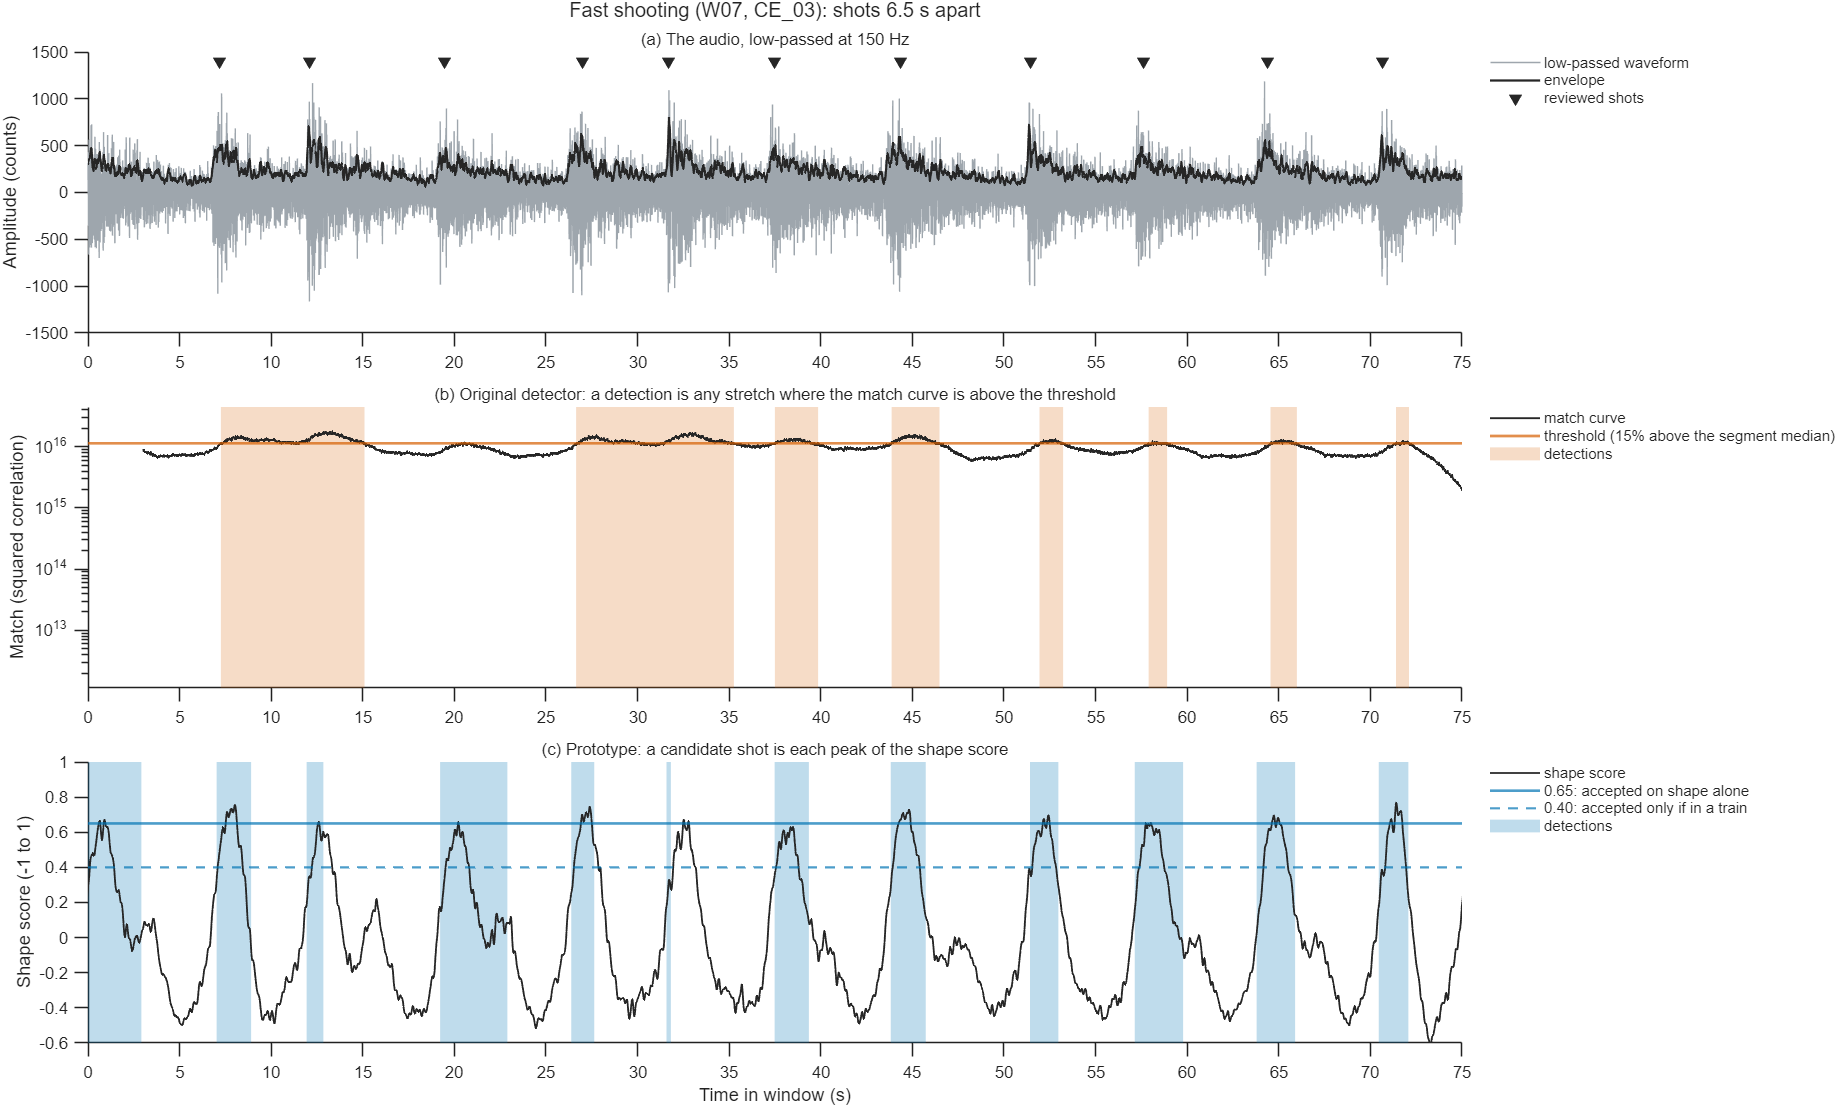 Fast shooting (W07, CE_03): shots 6.5 s apart
(a) The audio, low-passed at 150 Hz
Amplitude (counts)
1500
1000
500
0
-500
-1000
-1500
0 5 10 15 20 25 30 35 40 45 50 55 60 65 70 75
low-passed waveform
envelope
reviewed shots
(b) Original detector: a detection is any stretch where the match curve is above the threshold
Match (squared correlation)
10^16
10^15
10^14
10^13
0 5 10 15 20 25 30 35 40 45 50 55 60 65 70 75
match curve
threshold (15% above the segment median)
detections
(c) Prototype: a candidate shot is each peak of the shape score
Shape score (-1 to 1)
1
0.8
0.6
0.4
0.2
0
-0.2
-0.4
-0.6
0 5 10 15 20 25 30 35 40 45 50 55 60 65 70 75
Time in window (s)
shape score
0.65: accepted on shape alone
0.40: accepted only if in a train
detections